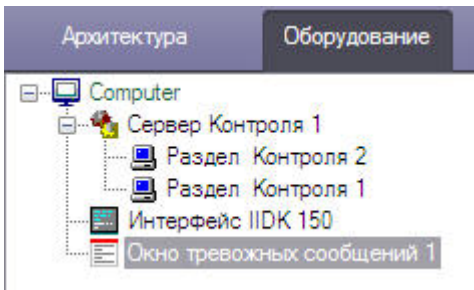 Архитектура Оборудование
Computer
Сервер Контроля 1
Раздел Контроля 2
Раздел Контроля 1
Интерфейс IIDK 150
Окно тревожных сообщений 1